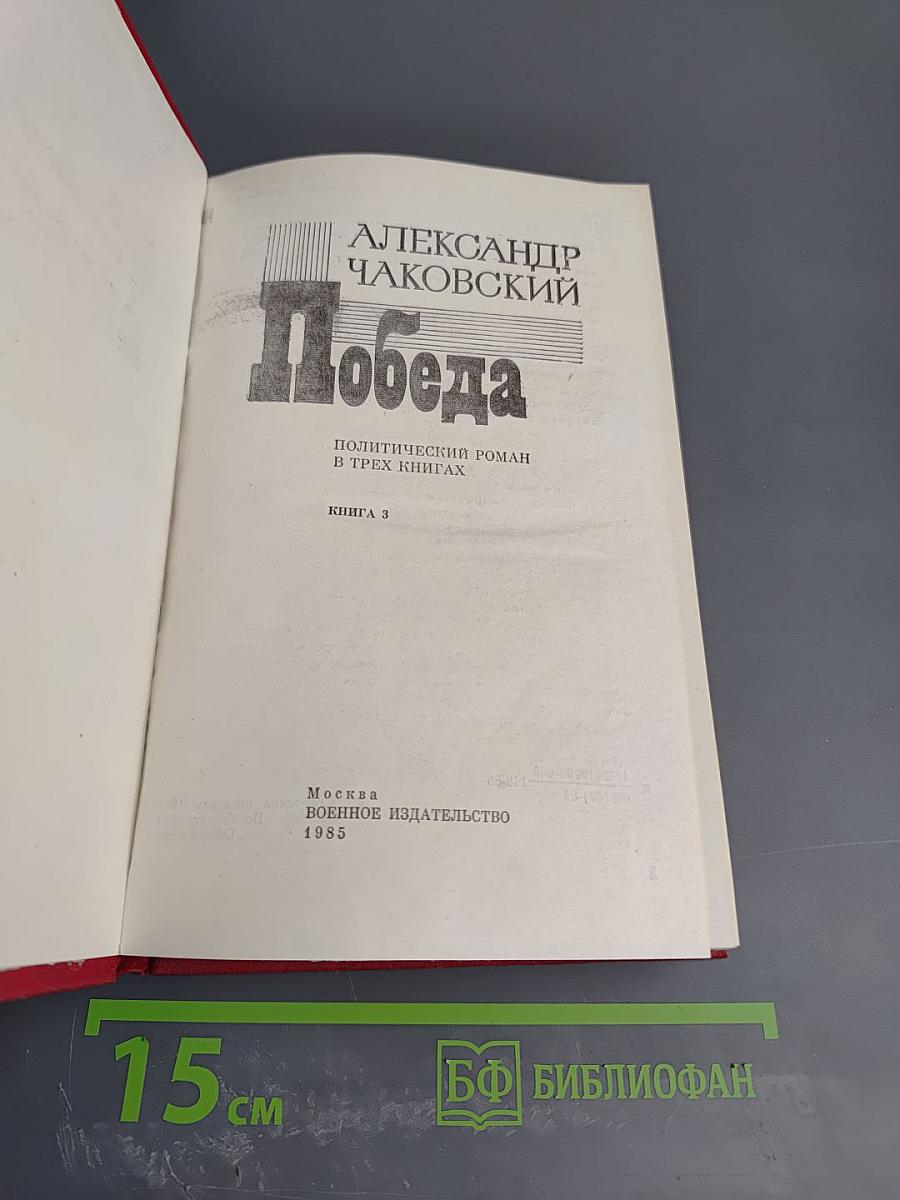 АЛЕКСАНДР
ЧАКОВСКИЙ
Победа
ПОЛИТИЧЕСКИЙ РОМАН
В ТРЕХ КНИГАХ
КНИГА 3
Москва
ВОЕННОЕ ИЗДАТЕЛЬСТВО
1985
15 см
БФ БИБЛИОФАН